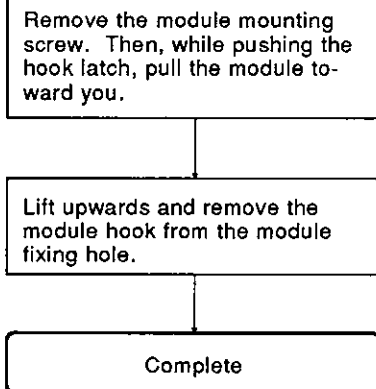 Remove the module mounting
screw. Then, while pushing the
hook latch, pull the module to-
ward you.
Lift upwards and remove the
module hook from the module
fixing hole.
Complete